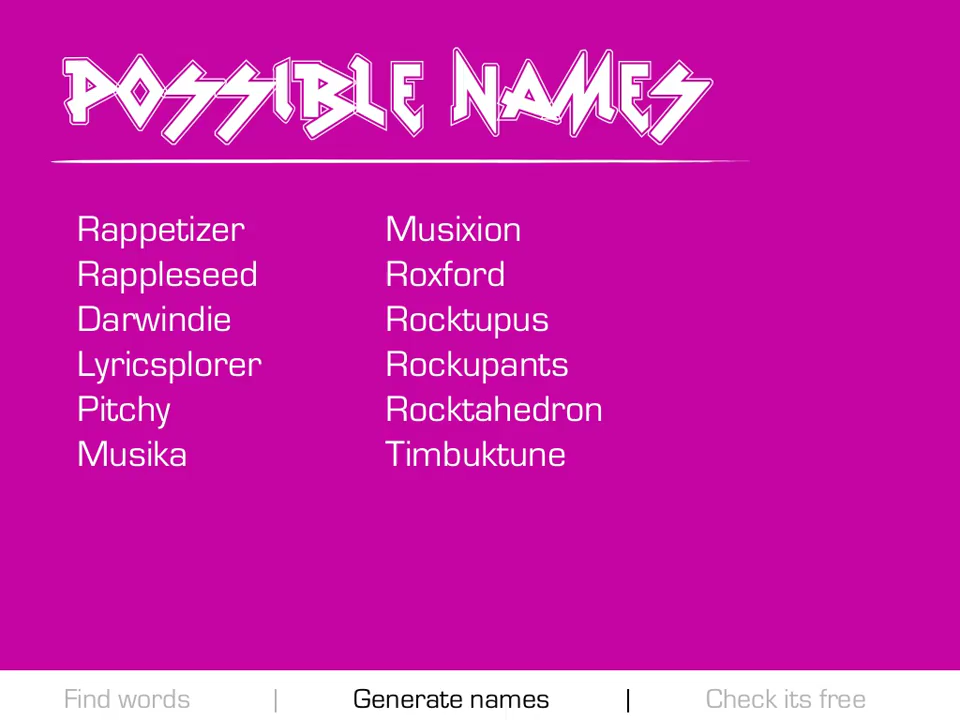 POSSIBLE NAMES
Rappetizer
Rappleseed
Darwindie
Lyricsplorer
Pitchy
Musika
Musixion
Roxford
Rocktupus
Rockupants
Rocktahedron
Timbuktune
Find words | Generate names | Check its free